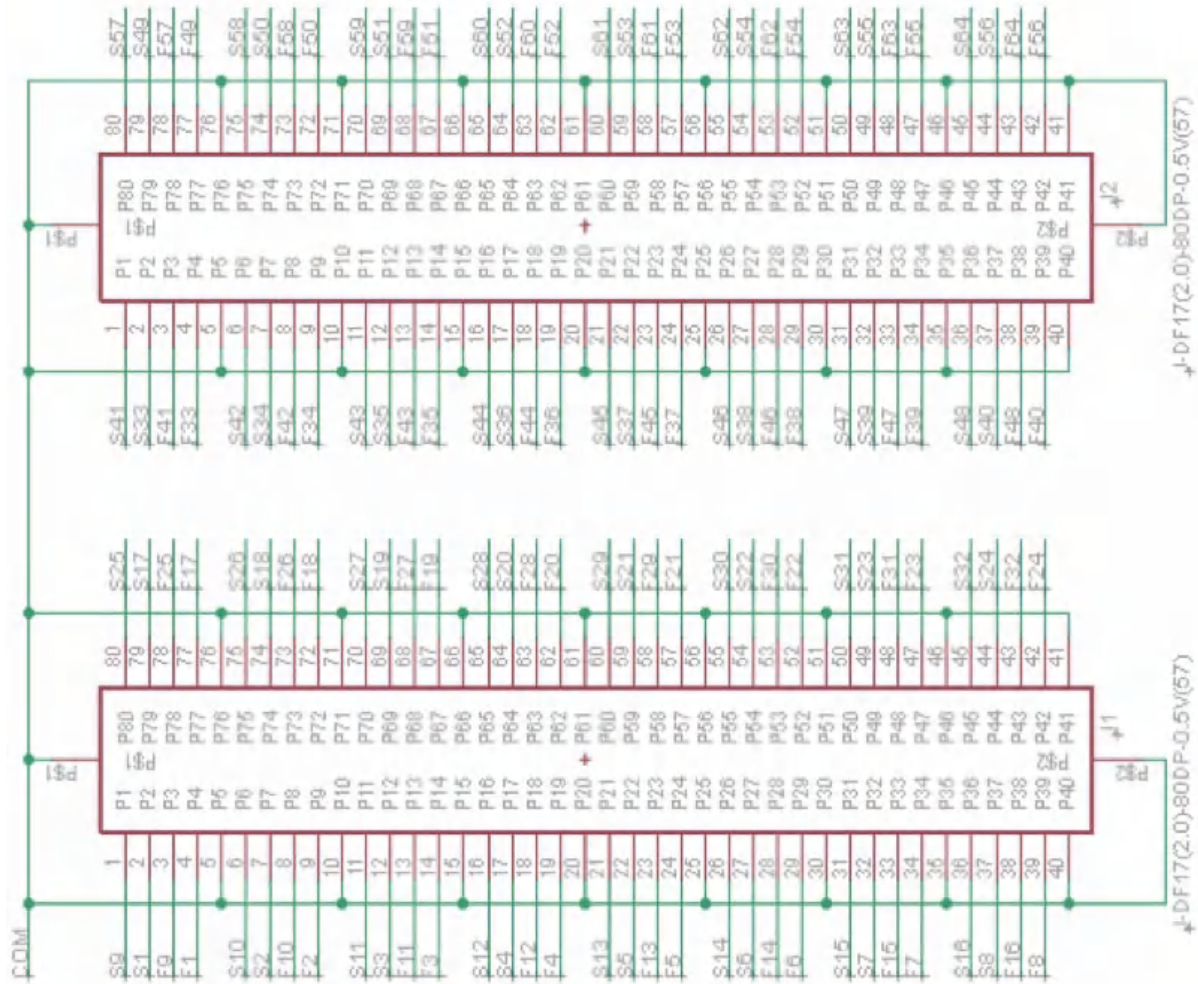 S57 S49 F57 F49 S58 S50 F58 F50 S59 S51 F59 F51 S60 S52 F60 F52 S61 S53 F61 F53 S62 S54 F62 F54 S63 S55 F63 F55 S64 S56 F64 F56
80 79 78 77 76 75 74 73 72 71 70 69 68 67 66 65 64 63 62 61 60 59 58 57 56 55 54 53 52 51 50 49 48 47 46 45 44 43 42 41
P80 P79 P78 P77 P76 P75 P74 P73 P72 P71 P70 P69 P68 P67 P66 P65 P64 P63 P62 P61 P60 P59 P58 P57 P56 P55 P54 P53 P52 P51 P50 P49 P48 P47 P46 P45 P44 P43 P42 P41
J2
P$1 P$1 P$2 P$2
P1 P2 P3 P4 P5 P6 P7 P8 P9 P10 P11 P12 P13 P14 P15 P16 P17 P18 P19 P20 P21 P22 P23 P24 P25 P26 P27 P28 P29 P30 P31 P32 P33 P34 P35 P36 P37 P38 P39 P40
1 2 3 4 5 6 7 8 9 10 11 12 13 14 15 16 17 18 19 20 21 22 23 24 25 26 27 28 29 30 31 32 33 34 35 36 37 38 39 40
J-DF17(2.0)-80DP-0.5V(57)
S41 S33 F41 F33 S42 S34 F42 F34 S43 S35 F43 F35 S44 S36 F44 F36 S45 S37 F45 F37 S46 S38 F46 F38 S47 S39 F47 F39 S48 S40 F48 F40
S25 S17 F25 F17 S26 S18 F26 F18 S27 S19 F27 F19 S28 S20 F28 F20 S29 S21 F29 F21 S30 S22 F30 F22 S31 S23 F31 F23 S32 S24 F32 F24
80 79 78 77 76 75 74 73 72 71 70 69 68 67 66 65 64 63 62 61 60 59 58 57 56 55 54 53 52 51 50 49 48 47 46 45 44 43 42 41
P80 P79 P78 P77 P76 P75 P74 P73 P72 P71 P70 P69 P68 P67 P66 P65 P64 P63 P62 P61 P60 P59 P58 P57 P56 P55 P54 P53 P52 P51 P50 P49 P48 P47 P46 P45 P44 P43 P42 P41
J1
P$1 P$1 P$2 P$2
P1 P2 P3 P4 P5 P6 P7 P8 P9 P10 P11 P12 P13 P14 P15 P16 P17 P18 P19 P20 P21 P22 P23 P24 P25 P26 P27 P28 P29 P30 P31 P32 P33 P34 P35 P36 P37 P38 P39 P40
1 2 3 4 5 6 7 8 9 10 11 12 13 14 15 16 17 18 19 20 21 22 23 24 25 26 27 28 29 30 31 32 33 34 35 36 37 38 39 40
J-DF17(2.0)-80DP-0.5V(57)
COM
S9 S1 F9 F1 S10 S2 F10 F2 S11 S3 F11 F3 S12 S4 F12 F4 S13 S5 F13 F5 S14 S6 F14 F6 S15 S7 F15 F7 S16 S8 F16 F8